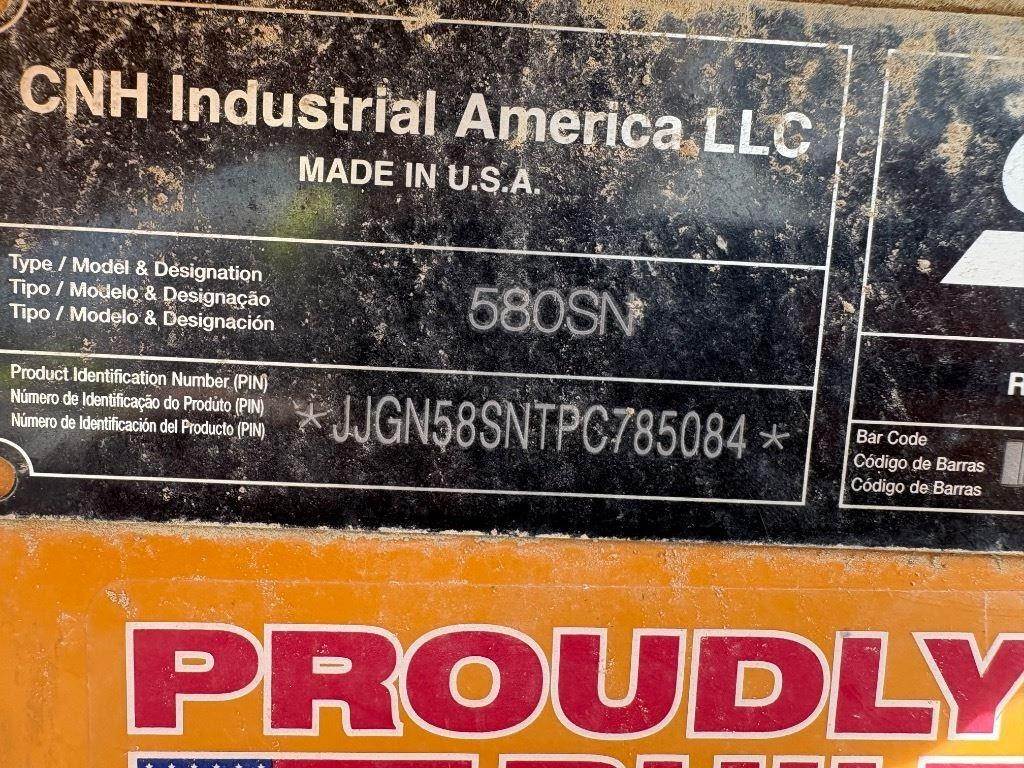 CNH Industrial America LLC
MADE IN U.S.A.
Type / Model & Designation
Tipo / Modelo & Designação
Tipo / Modelo & Designación
580SN
Product Identification Number (PIN)
Número de Identificação do Produto (PIN)
Número de Identificación del Producto (PIN)
*JJGN58SNTPC785084*
R
Bar Code
Código de Barras
Código de Barras
PROUDLY